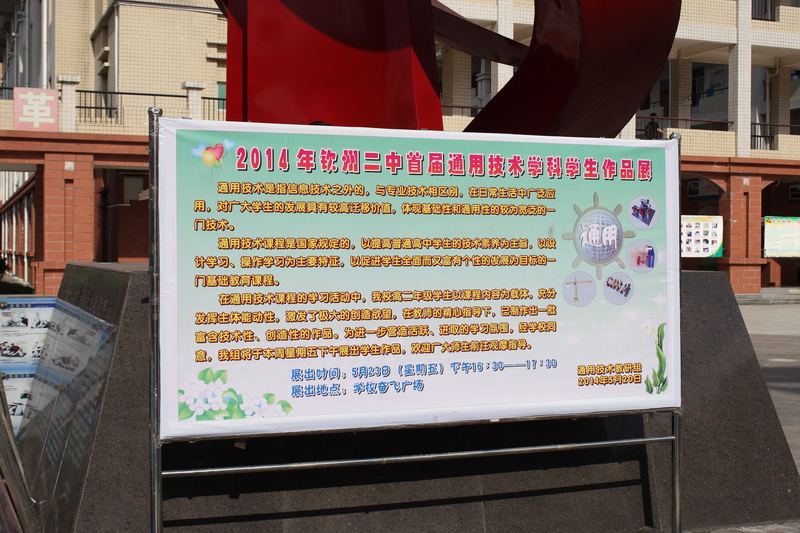 革
2014年钦州二中首届通用技术学科学生作品展
通用技术是指信息技术之外的，与专业技术相区别，在日常生活中广泛应
用，对广大学生的发展具有较高迁移价值，体现基础性和通用性的较为宽泛的一
门技术。
通用技术课程是国家规定的，以提高普通高中学生的技术素养为主旨，以设
计学习、操作学习为主要特征，以促进学生全面而又富有个性的发展为目标的一
门基础教育课程。
在通用技术课程的学习活动中，我校高二年级学生以课程内容为载体，充分
发挥主体能动性，激发了极大的创造欲望，在教师的精心指导下，已制作出一批
富含技术性、创造性的作品，为进一步营造活跃、进取的学习氛围，经学校同
意，我组将于本周星期五下午展出学生作品，欢迎广大师生前往观摩指导。
通用
展出时间：5月23日（星期五）下午16：30——17：30
展出地点：学校奋飞广场
通用技术教研组
2014年5月20日